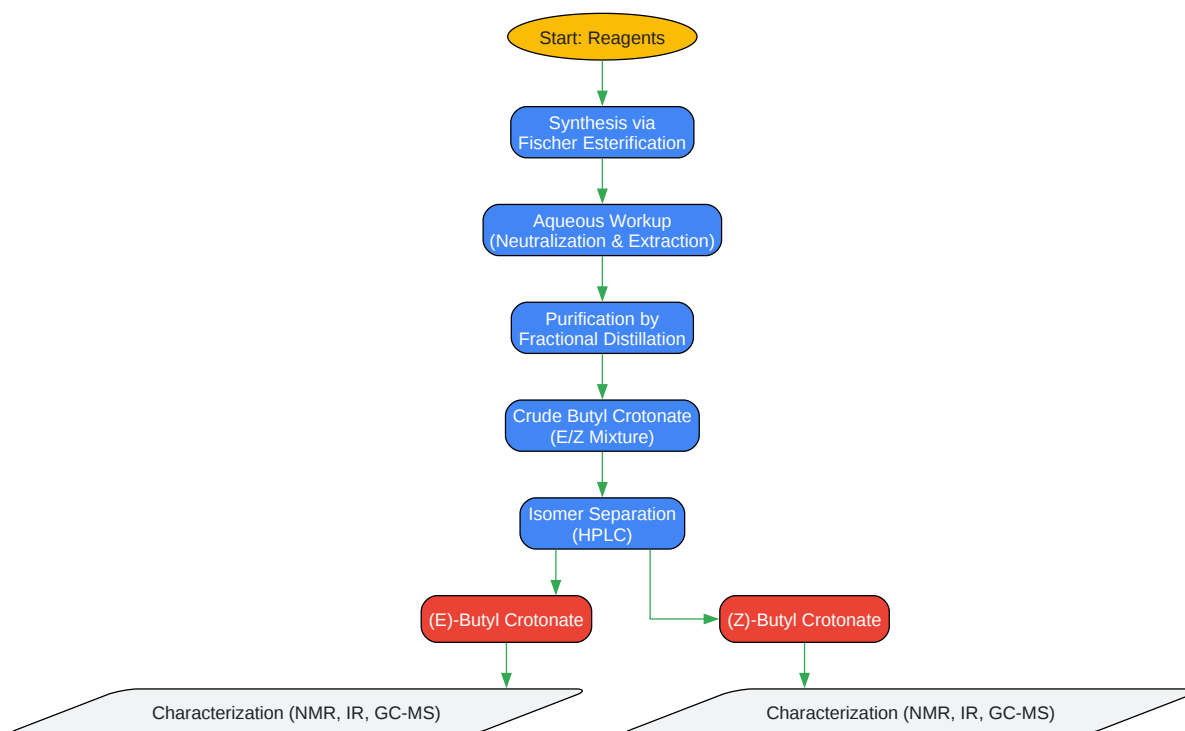 Start: Reagents
Synthesis via
Fischer Esterification
Aqueous Workup
(Neutralization & Extraction)
Purification by
Fractional Distillation
Crude Butyl Crotonate
(E/Z Mixture)
Isomer Separation
(HPLC)
(E)-Butyl Crotonate
(Z)-Butyl Crotonate
Characterization (NMR, IR, GC-MS)
Characterization (NMR, IR, GC-MS)